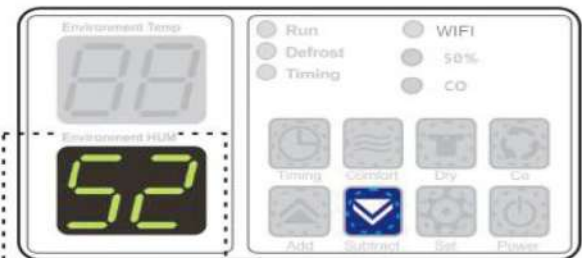 Environment Temp
88
Environment HUM
52
Run
Defrost
Timing
WIFI
50%
CO
Timing
Comfort
Dry
Co
Add
Subtract
Set
Power